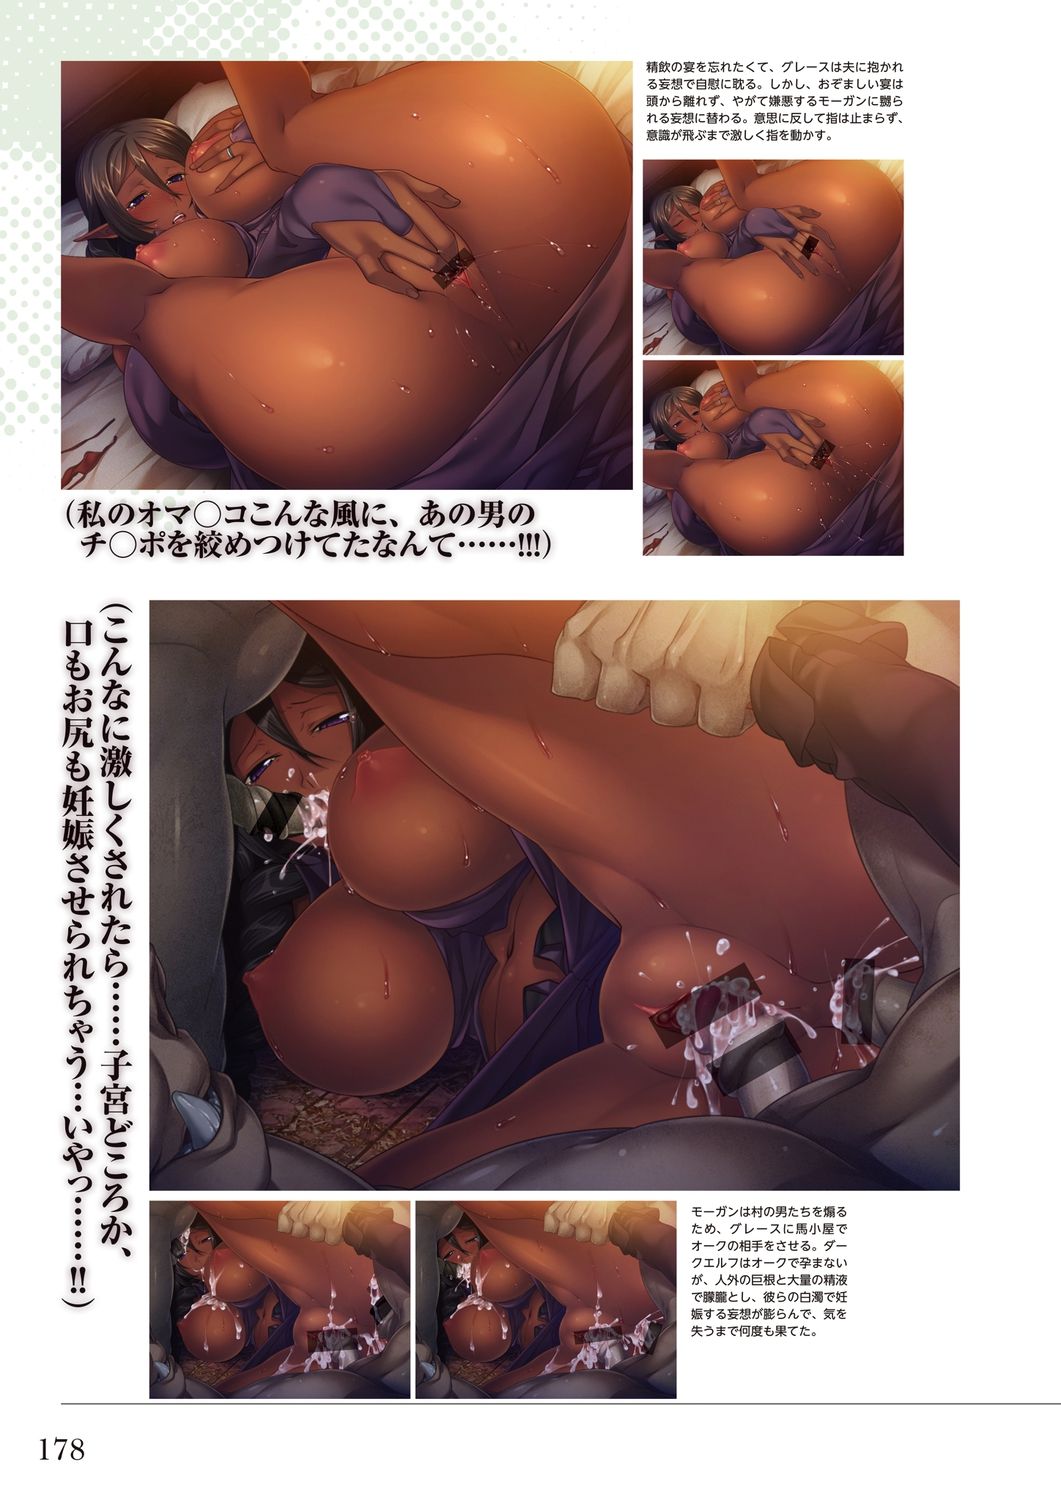 精飲の宴を忘れたくて、グレースは夫に抱かれ
る妄想で自慰に耽る。しかし、おぞましい宴は
頭から離れず、やがて嫌悪するモーガンに嬲ら
れる妄想に替わる。意思に反して指は止まらず、
意識が飛ぶまで激しく指を動かす。
(私のオマ○コこんな風に、あの男の
チ○ポを絞めつけてたなんて……!!!)
(こんなに激しくされたら……子宮どころか、
口もお尻も妊娠させられちゃう…いやっ……!!)
モーガンは村の男たちを煽る
ため、グレースに馬小屋で
オークの相手をさせる。ダー
クエルフはオークで孕まない
が、人外の巨根と大量の精液
で朦朧とし、彼らの白濁で妊
娠する妄想が膨らんで、気を
失うまで何度も果てた。
178